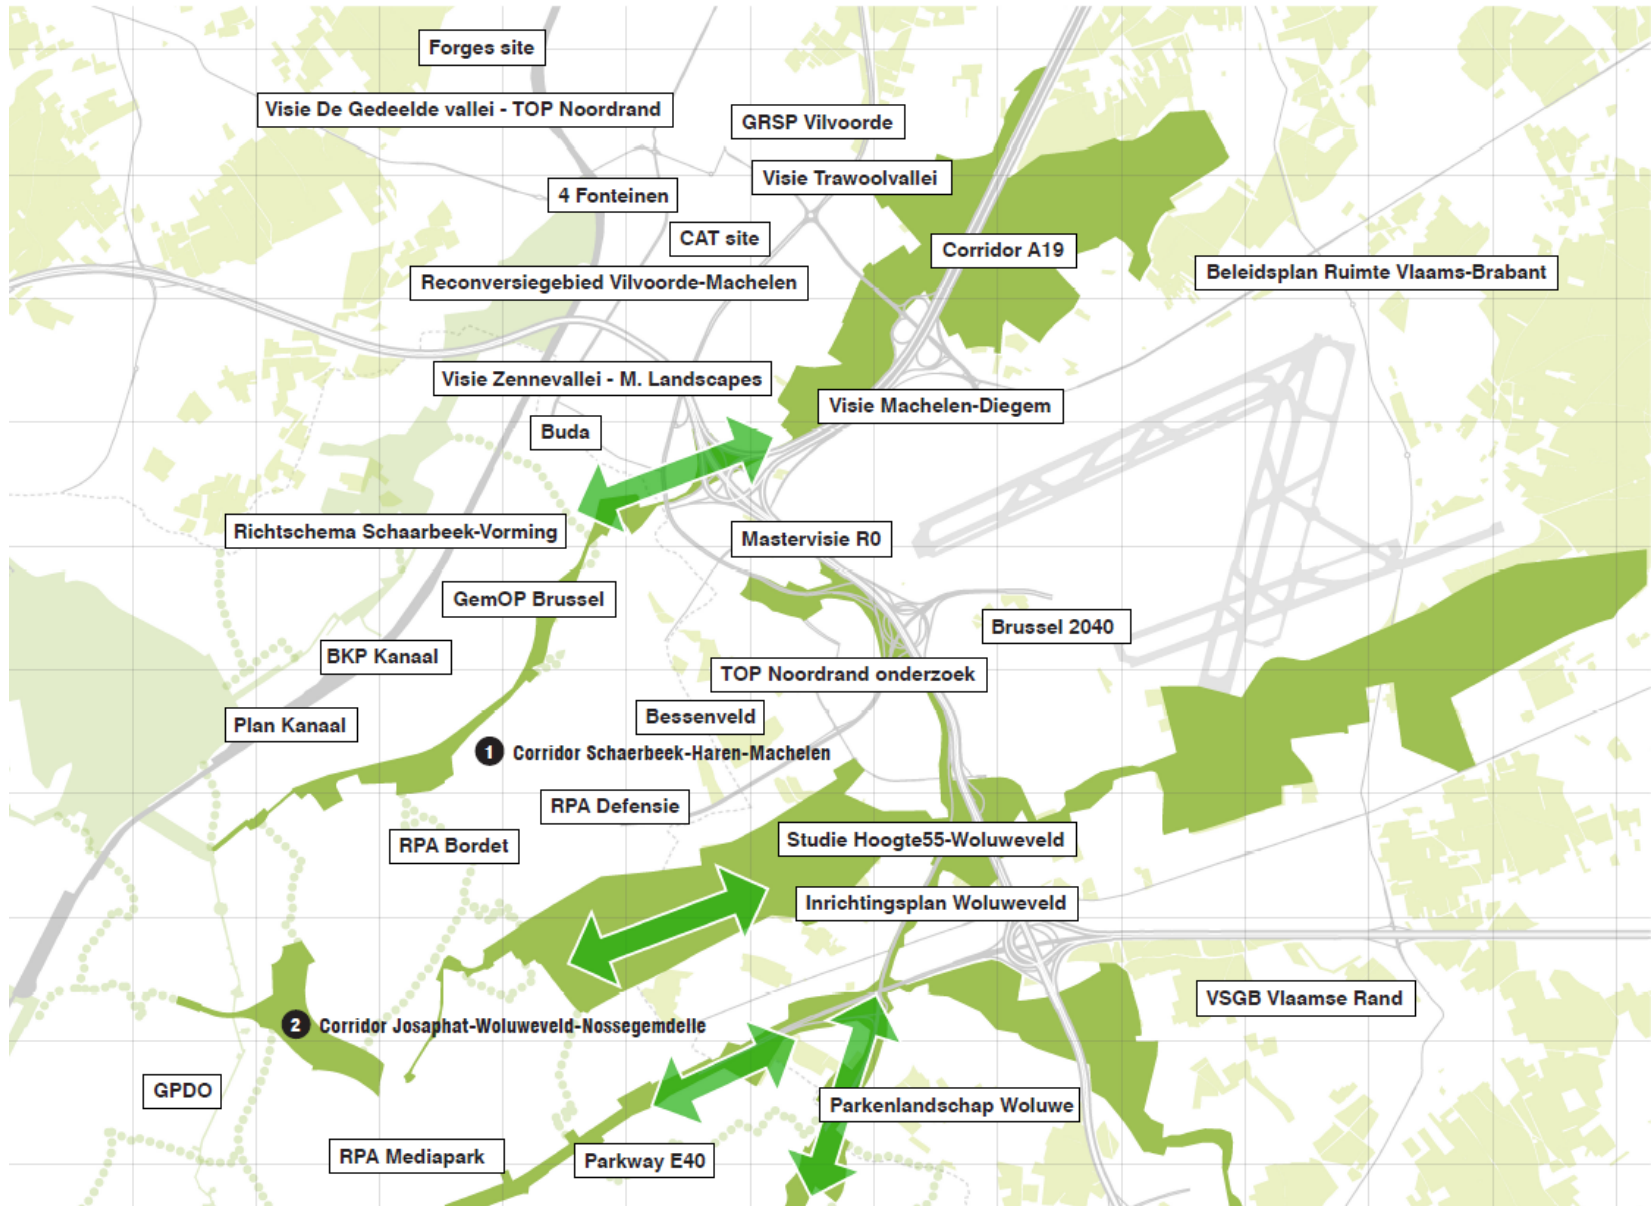 Forges site
Visie De Gedeelde vallei - TOP Noordrand
GRSP Vilvoorde
Visie Trawoolvallei
4 Fonteinen
CAT site
Corridor A19
Beleidsplan Ruimte Vlaams-Brabant
Reconversiegebied Vilvoorde-Machelen
Visie Zennevallei - M. Landscapes
Visie Machelen-Diegem
Buda
Richtschema Schaarbeek-Vorming
Mastervisie R0
GemOP Brussel
Brussel 2040
BKP Kanaal
TOP Noordrand onderzoek
Bessenveld
Plan Kanaal
1 Corridor Schaerbeek-Haren-Machelen
RPA Defensie
RPA Bordet
Studie Hoogte55-Woluweveld
Inrichtingsplan Woluweveld
VSGB Vlaamse Rand
2 Corridor Josaphat-Woluweveld-Nossegemdelle
GPDO
Parkenlandschap Woluwe
RPA Mediapark
Parkway E40